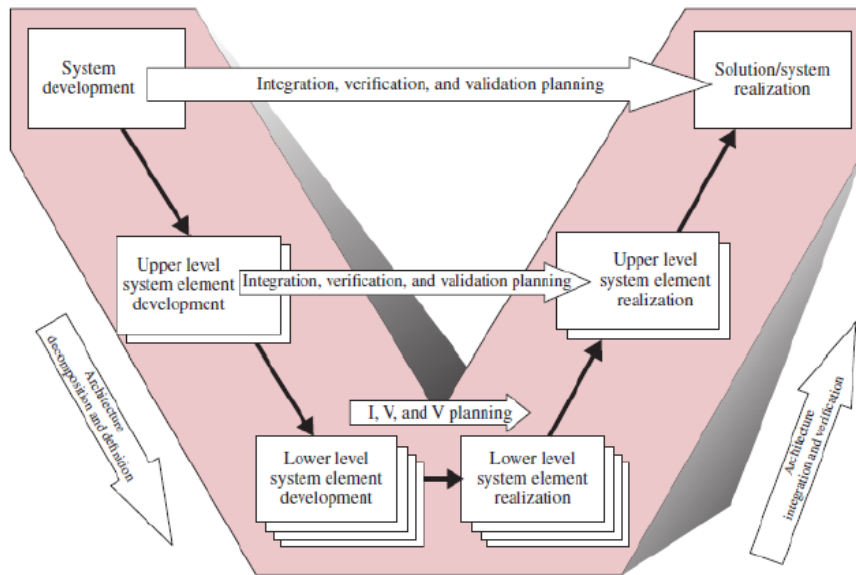 System
development
Integration, verification, and validation planning
Solution/system
realization
Upper level
system element
development
Integration, verification, and validation planning
Upper level
system element
realization
Architecture
decomposition and definition
I, V, and V planning
Lower level
system element
development
Lower level
system element
realization
Architecture
integration and verification